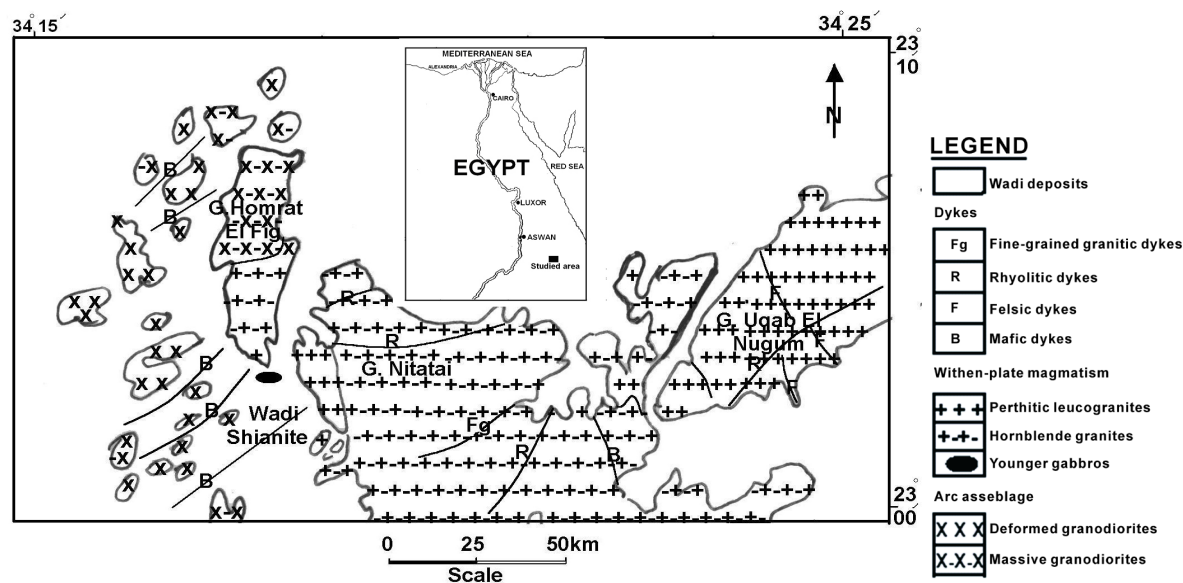 34° 15′
34° 25′
23°
10′
MEDITERRANEAN SEA
ALEXANDRIA
CAIRO
EGYPT
RED SEA
LUXOR
ASWAN
Studied area
N
G. Homrat
El Fig
B
B
R
R
G. Nitatai
Wadi
Shianite
B
B
B
Fg
R
B
G. Ugab El
Nugum
F
F
R
F
23°
00′
0 25 50km
Scale
LEGEND
Wadi deposits
Dykes
Fg Fine-grained granitic dykes
R Rhyolitic dykes
F Felsic dykes
B Mafic dykes
Withen-plate magmatism
+ + + Perthitic leucogranites
+-+- Hornblende granites
Younger gabbros
Arc asseblage
X X X Deformed granodiorites
X-X-X Massive granodiorites